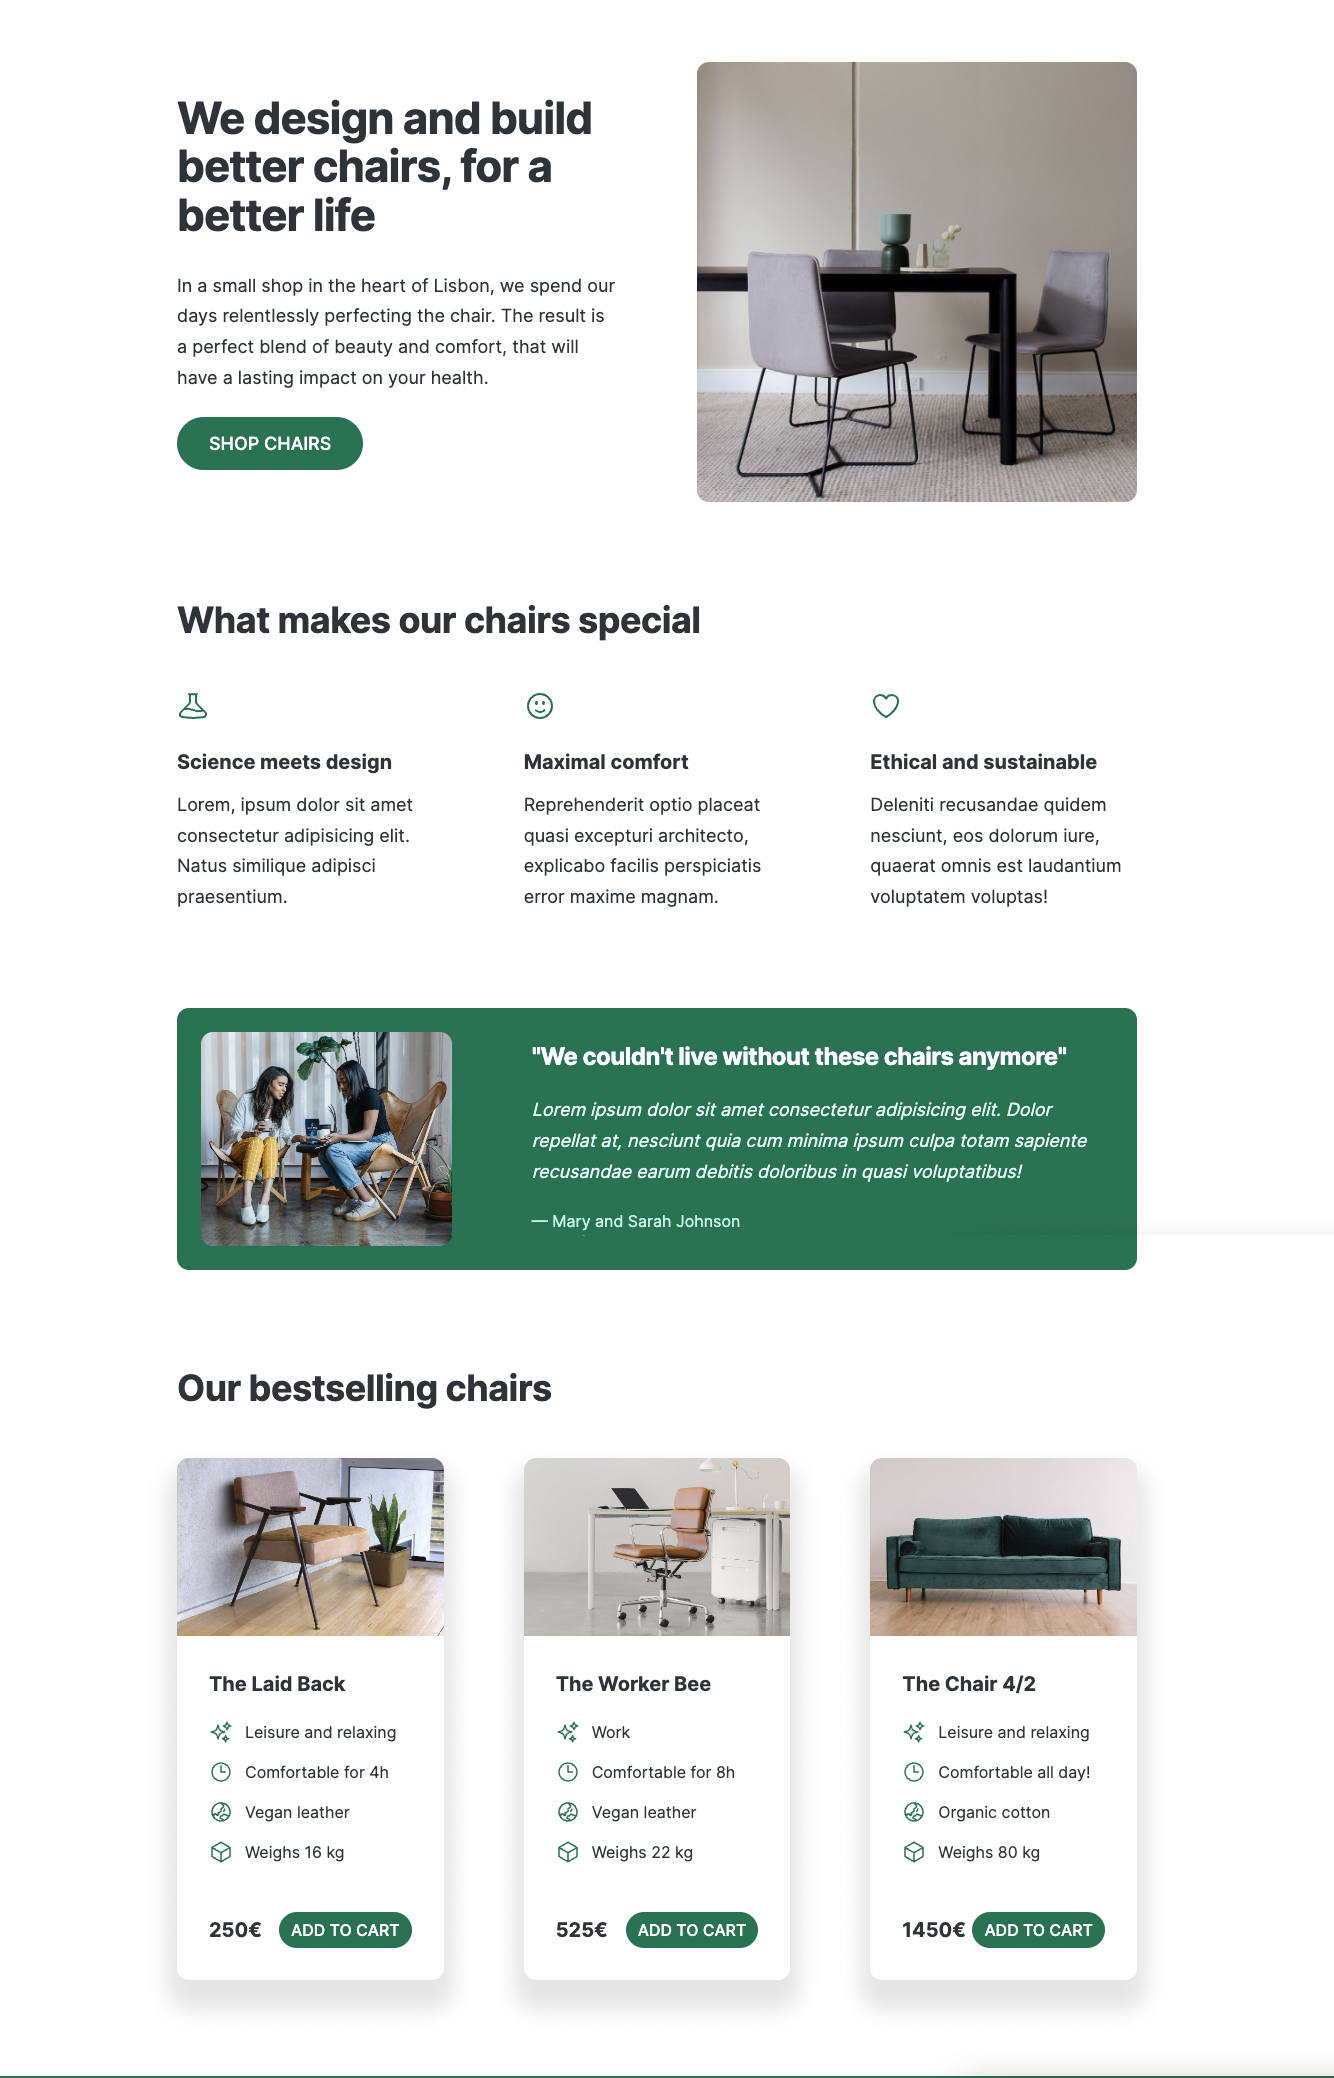 We design and build
better chairs, for a
better life
In a small shop in the heart of Lisbon, we spend our
days relentlessly perfecting the chair. The result is
a perfect blend of beauty and comfort, that will
have a lasting impact on your health.
SHOP CHAIRS
What makes our chairs special
Science meets design
Lorem, ipsum dolor sit amet
consectetur adipisicing elit.
Natus similique adipisci
praesentium.
Maximal comfort
Reprehenderit optio placeat
quasi excepturi architecto,
explicabo facilis perspiciatis
error maxime magnam.
Ethical and sustainable
Deleniti recusandae quidem
nesciunt, eos dolorum iure,
quaerat omnis est laudantium
voluptatem voluptas!
"We couldn't live without these chairs anymore"
Lorem ipsum dolor sit amet consectetur adipisicing elit. Dolor
repellat at, nesciunt quia cum minima ipsum culpa totam sapiente
recusandae earum debitis doloribus in quasi voluptatibus!
— Mary and Sarah Johnson
Our bestselling chairs
The Laid Back
Leisure and relaxing
Comfortable for 4h
Vegan leather
Weighs 16 kg
250€ ADD TO CART
The Worker Bee
Work
Comfortable for 8h
Vegan leather
Weighs 22 kg
525€ ADD TO CART
The Chair 4/2
Leisure and relaxing
Comfortable all day!
Organic cotton
Weighs 80 kg
1450€ ADD TO CART